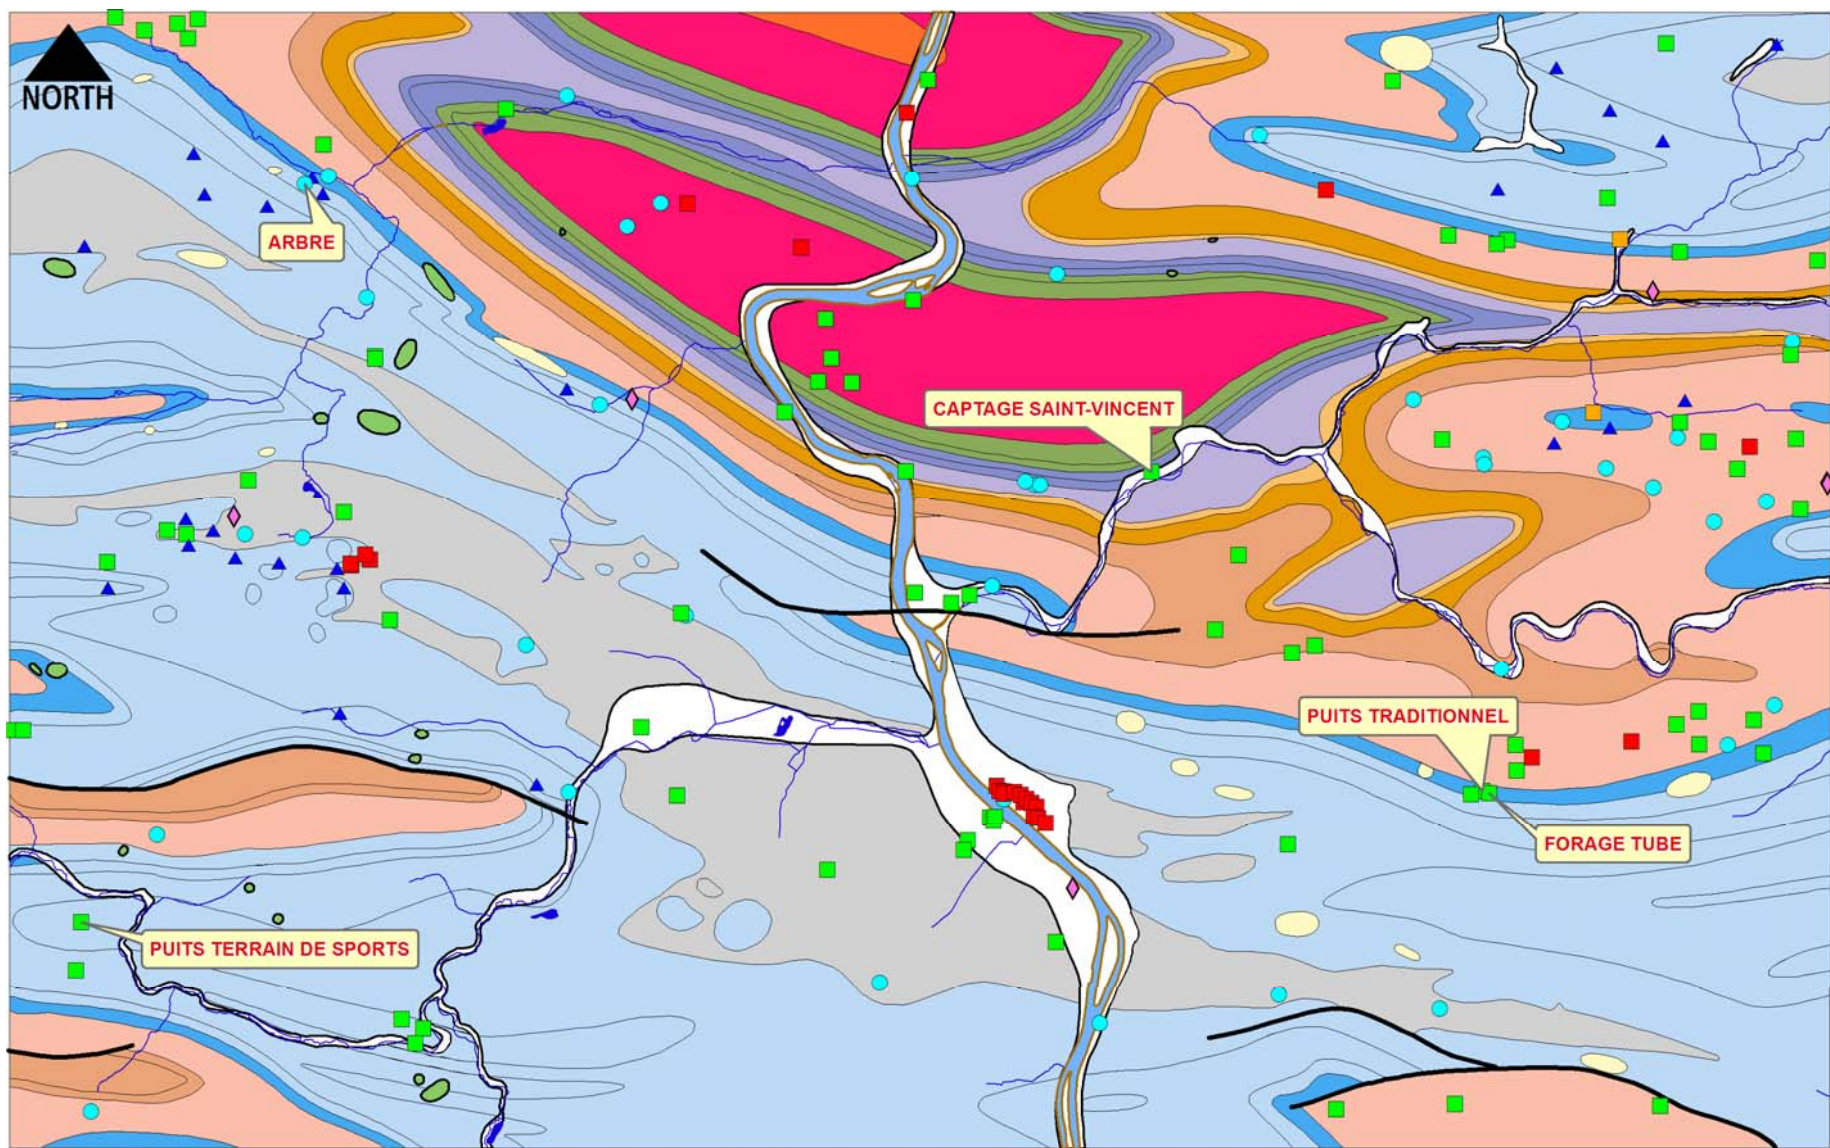 NORTH
ARBRE
CAPTAGE SAINT-VINCENT
PUITS TRADITIONNEL
FORAGE TUBE
PUITS TERRAIN DE SPORTS